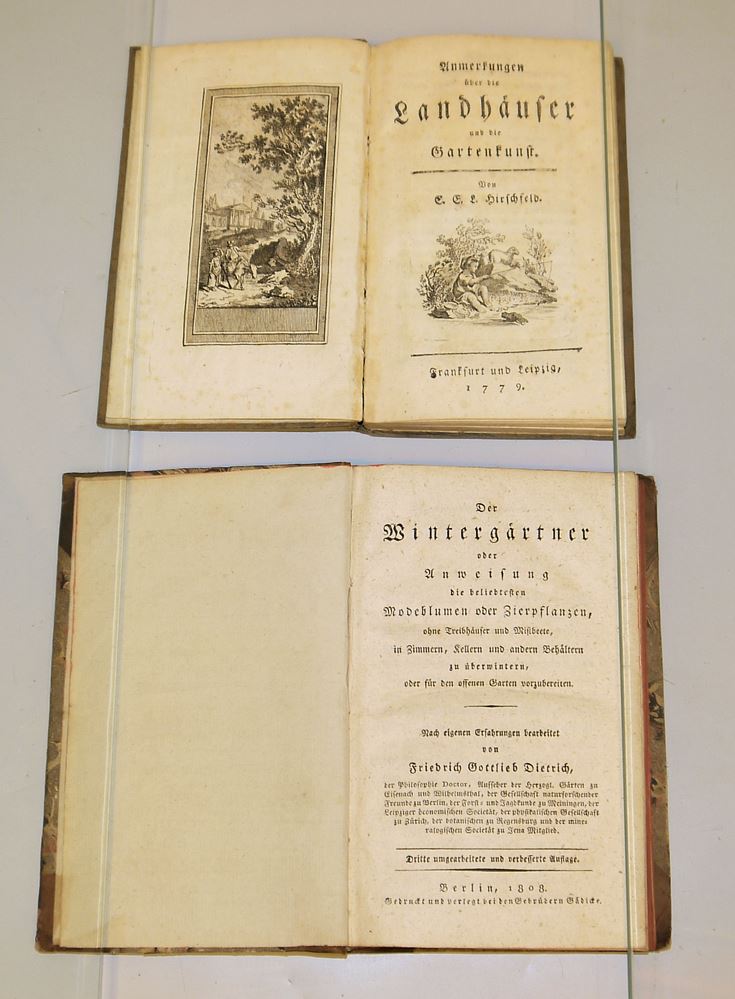 Anmerkungen
über die
Landhäuser
und die
Gartenkunst.
Von
C. C. L. Hirschfeld.
Frankfurt und Leipzig,
1779.
Der
Wintergärtner
oder
Anweisung
die beliebtesten
Modeblumen oder Zierpflanzen,
ohne Treibhäuser und Mistbeete,
in Zimmern, Kellern und andern Behältern
zu überwintern,
oder für den offenen Garten vorzubereiten.
Nach eigenen Erfahrungen bearbeitet
von
Friedrich Gottlieb Dietrich,
der Philosophie Doctor, Aufseher der Herzogl. Gärten zu
Eisenach und Wilhelmsthal, der Gesellschaft naturforschender
Freunde zu Berlin, der Forst- und Jagdkunde zu Meiningen, der
Leipziger öconomischen Societät, der physikalischen Gesellschaft
zu Zürich, der botanischen zu Regensburg und der mine-
ralogischen Societät zu Jena Mitglied.
Dritte umgearbeitete und verbesserte Auflage.
Berlin, 1808.
Gedruckt und verlegt bei den Gebrüdern Gädicke.